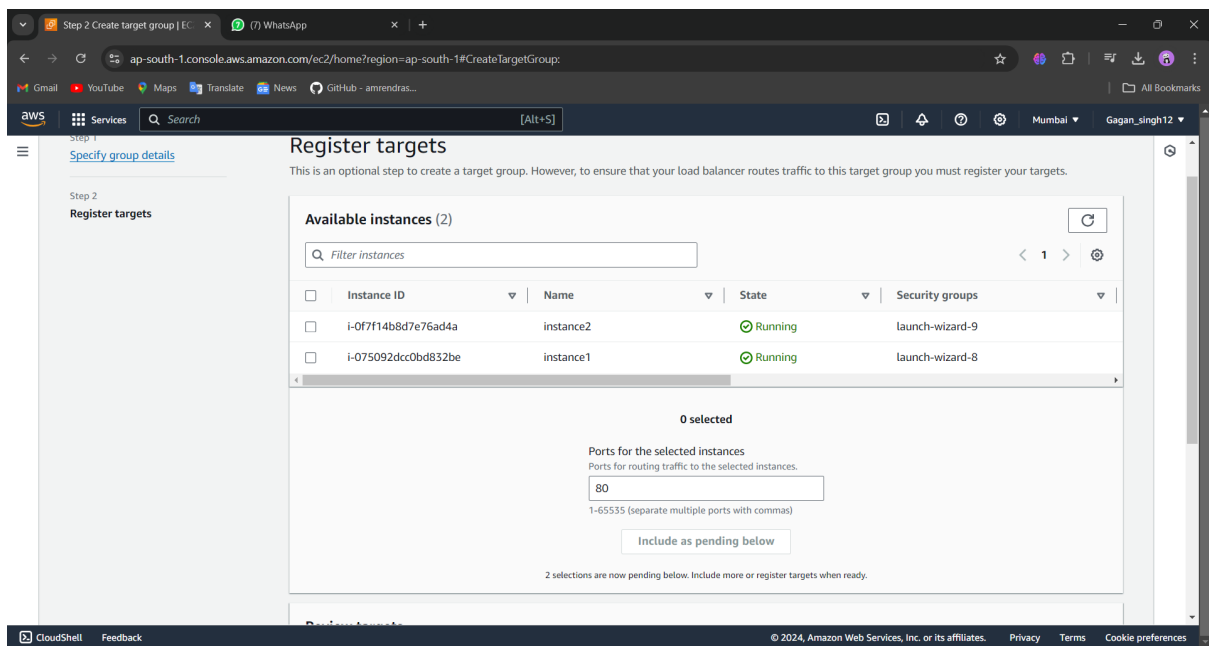 Step 2 Create target group | EC
(7) WhatsApp
ap-south-1.console.aws.amazon.com/ec2/home?region=ap-south-1#CreateTargetGroup:
Gmail YouTube Maps Translate News GitHub - amrendras... All Bookmarks
aws Services Search [Alt+S] Mumbai Gagan_singh12
Step 1
Specify group details
Step 2
Register targets
Register targets
This is an optional step to create a target group. However, to ensure that your load balancer routes traffic to this target group you must register your targets.
Available instances (2)
Filter instances
1
Instance ID Name State Security groups
i-0f7f14b8d7e76ad4a instance2 Running launch-wizard-9
i-075092dcc0bd832be instance1 Running launch-wizard-8
0 selected
Ports for the selected instances
Ports for routing traffic to the selected instances.
80
1-65535 (separate multiple ports with commas)
Include as pending below
2 selections are now pending below. Include more or register targets when ready.
Review targets
CloudShell Feedback © 2024, Amazon Web Services, Inc. or its affiliates. Privacy Terms Cookie preferences